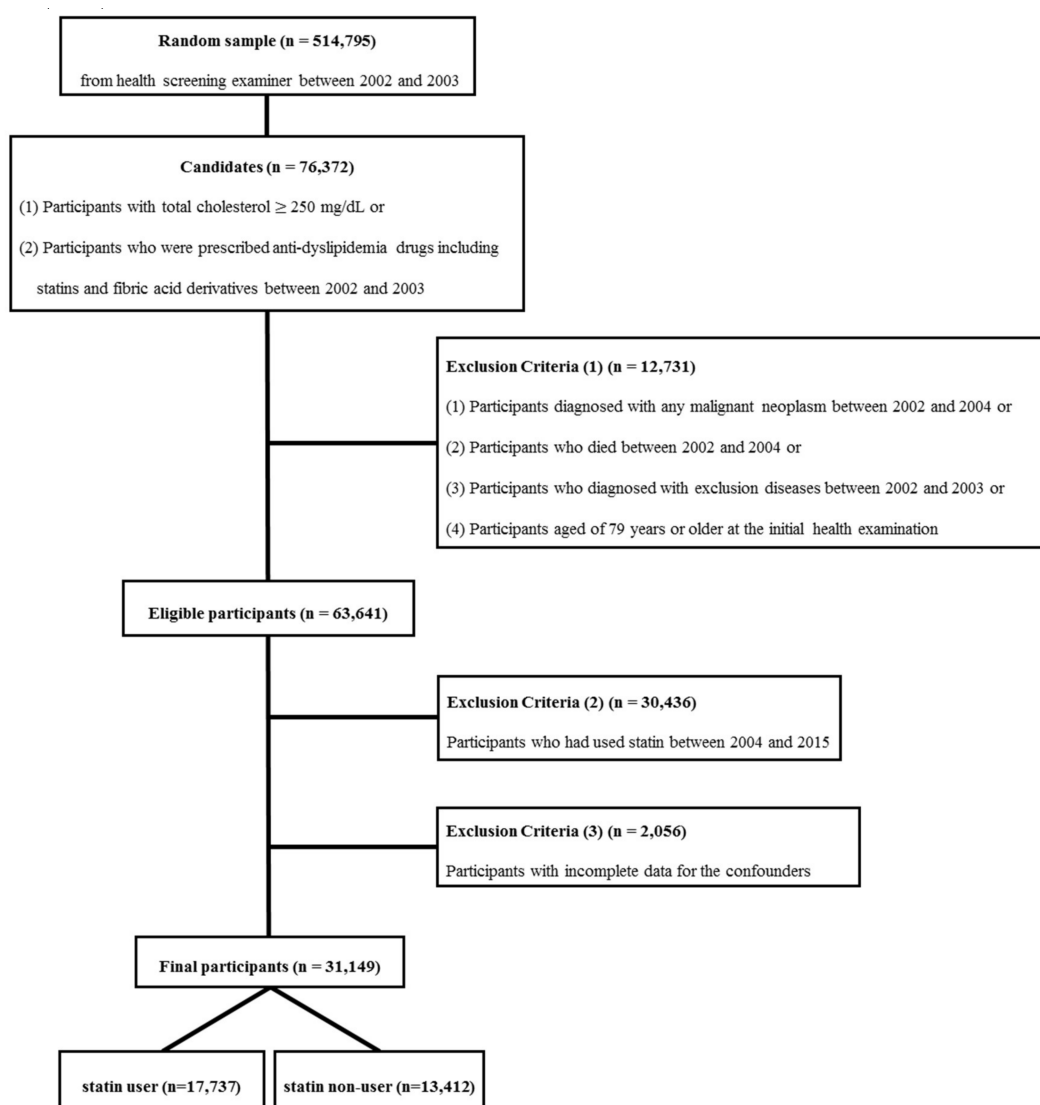 Random sample (n = 514,795)
from health screening examiner between 2002 and 2003
Candidates (n = 76,372)
(1) Participants with total cholesterol ≥ 250 mg/dL or
(2) Participants who were prescribed anti-dyslipidemia drugs including
statins and fibric acid derivatives between 2002 and 2003
Exclusion Criteria (1) (n = 12,731)
(1) Participants diagnosed with any malignant neoplasm between 2002 and 2004 or
(2) Participants who died between 2002 and 2004 or
(3) Participants who diagnosed with exclusion diseases between 2002 and 2003 or
(4) Participants aged of 79 years or older at the initial health examination
Eligible participants (n = 63,641)
Exclusion Criteria (2) (n = 30,436)
Participants who had used statin between 2004 and 2015
Exclusion Criteria (3) (n = 2,056)
Participants with incomplete data for the confounders
Final participants (n = 31,149)
statin user (n=17,737)
statin non-user (n=13,412)